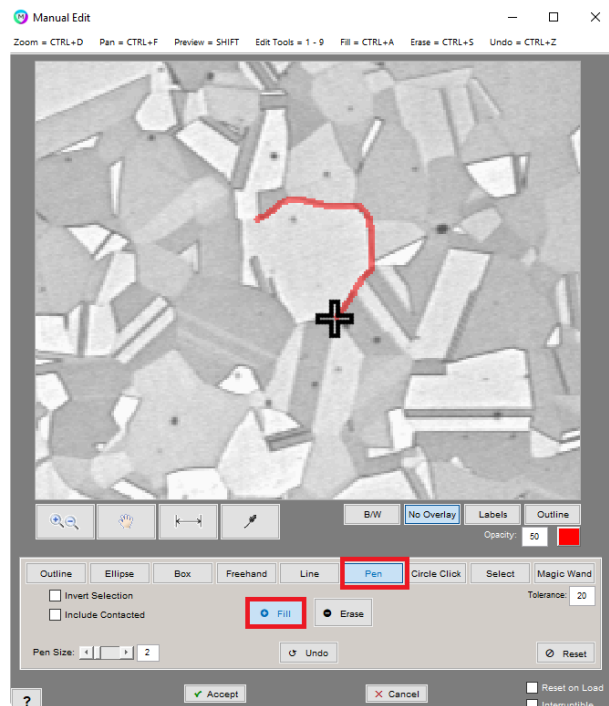 Manual Edit
Zoom = CTRL+D Pan = CTRL+F Preview = SHIFT Edit Tools = 1 - 9 Fill = CTRL+A Erase = CTRL+S Undo = CTRL+Z
B/W No Overlay Labels Outline
Opacity: 50
Outline Ellipse Box Freehand Line Pen Circle Click Select Magic Wand
Invert Selection Tolerance: 20
Include Contacted Fill Erase
Pen Size: 2 Undo Reset
? Accept Cancel Reset on Load
Interruptible